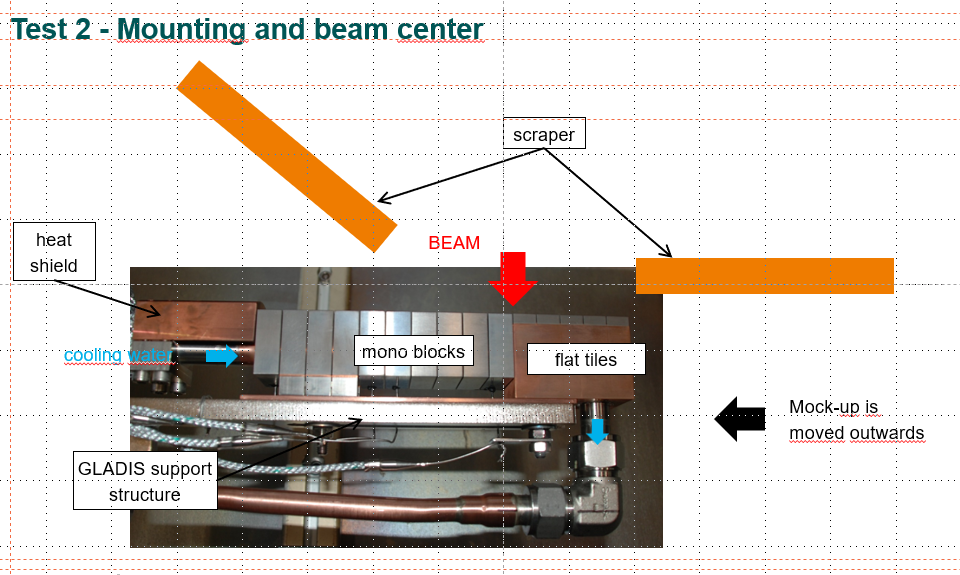 Test 2 - Mounting and beam center
scraper
heat
shield
BEAM
cooling water
mono blocks
flat tiles
Mock-up is
moved outwards
GLADIS support
structure